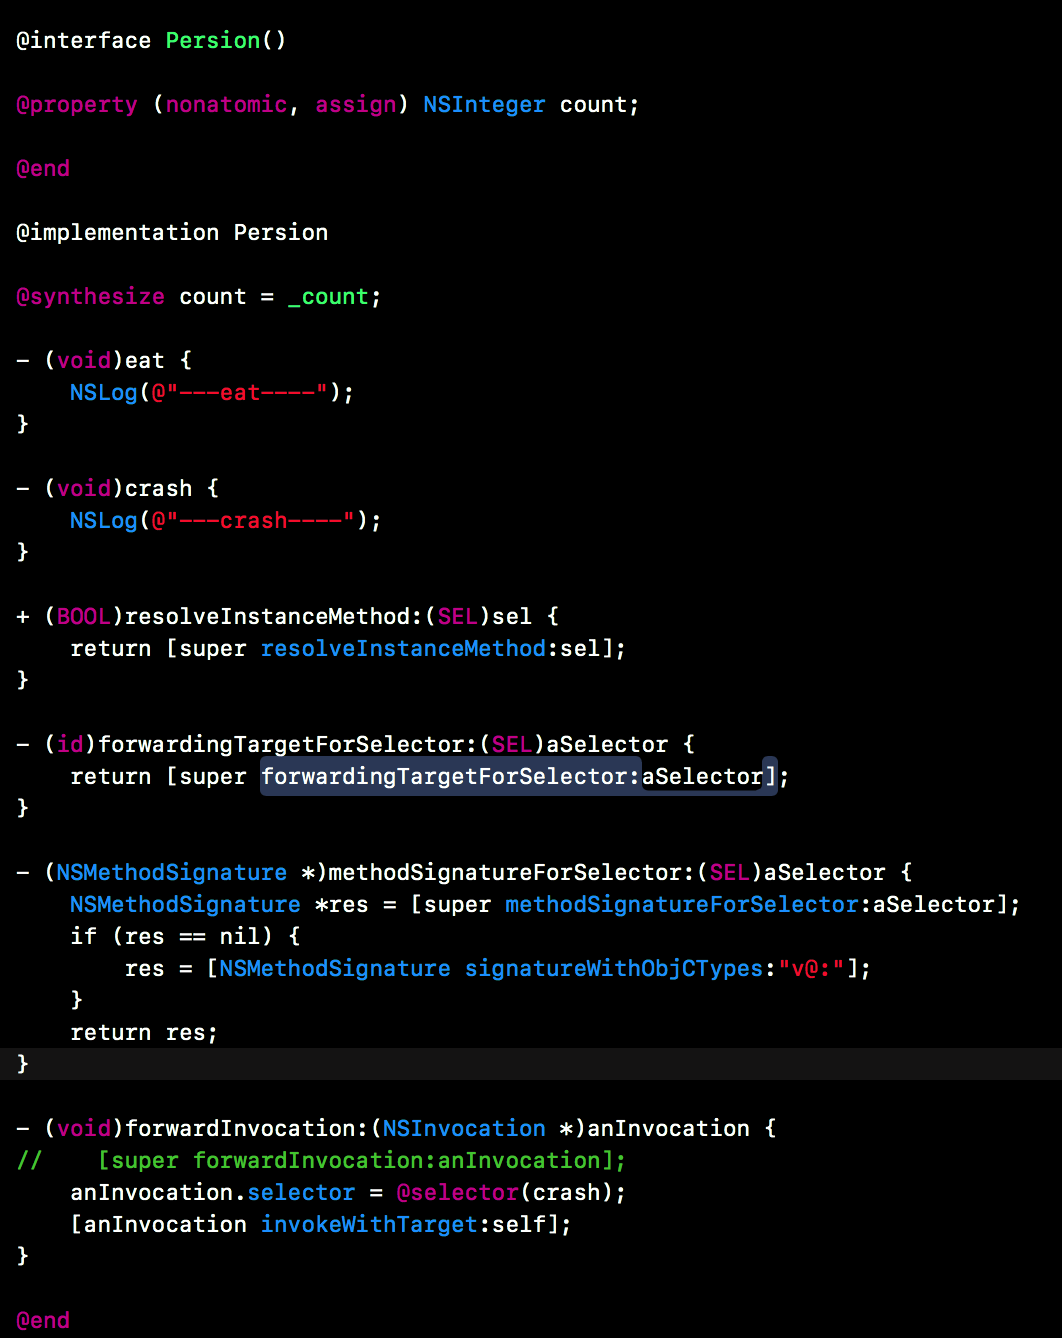 @interface Persion()
@property (nonatomic, assign) NSInteger count;
@end
@implementation Persion
@synthesize count = _count;
- (void)eat {
    NSLog(@"---eat----");
}
- (void)crash {
    NSLog(@"---crash----");
}
+ (BOOL)resolveInstanceMethod:(SEL)sel {
    return [super resolveInstanceMethod:sel];
}
- (id)forwardingTargetForSelector:(SEL)aSelector {
    return [super forwardingTargetForSelector:aSelector];
}
- (NSMethodSignature *)methodSignatureForSelector:(SEL)aSelector {
    NSMethodSignature *res = [super methodSignatureForSelector:aSelector];
    if (res == nil) {
        res = [NSMethodSignature signatureWithObjCTypes:"v@:"];
    }
    return res;
}
- (void)forwardInvocation:(NSInvocation *)anInvocation {
//    [super forwardInvocation:anInvocation];
    anInvocation.selector = @selector(crash);
    [anInvocation invokeWithTarget:self];
}
@end